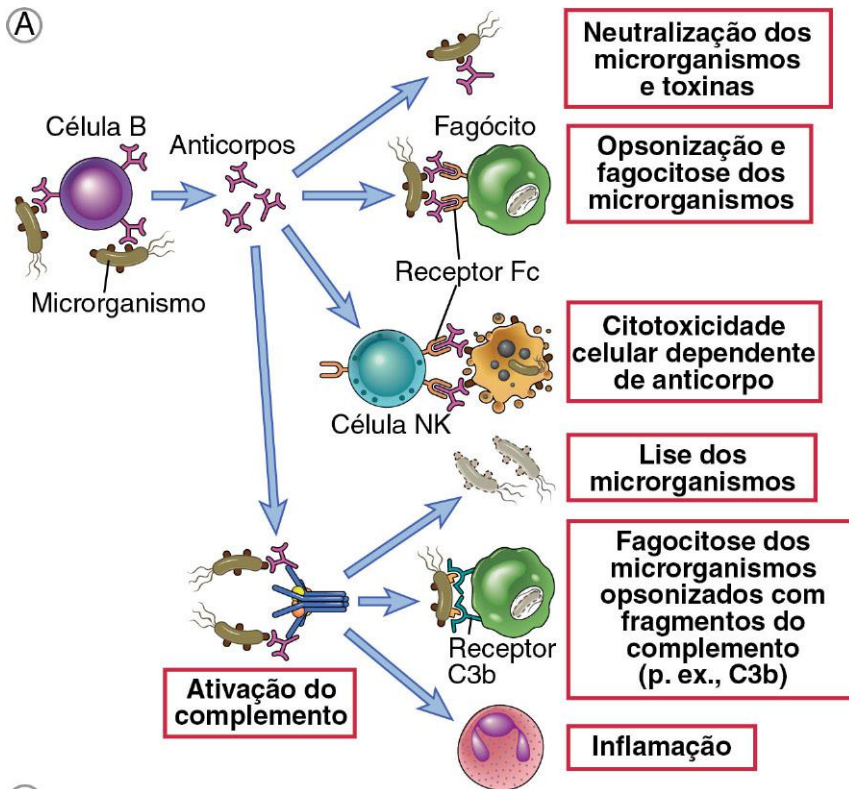 A
Neutralização dos
microrganismos
e toxinas
Célula B
Anticorpos
Fagócito
Opsonização e
fagocitose dos
microrganismos
Microrganismo
Receptor Fc
Citotoxicidade
celular dependente
de anticorpo
Célula NK
Lise dos
microrganismos
Fagocitose dos
microrganismos
opsonizados com
fragmentos do
complemento
(p. ex., C3b)
Receptor
C3b
Ativação do
complemento
Inflamação